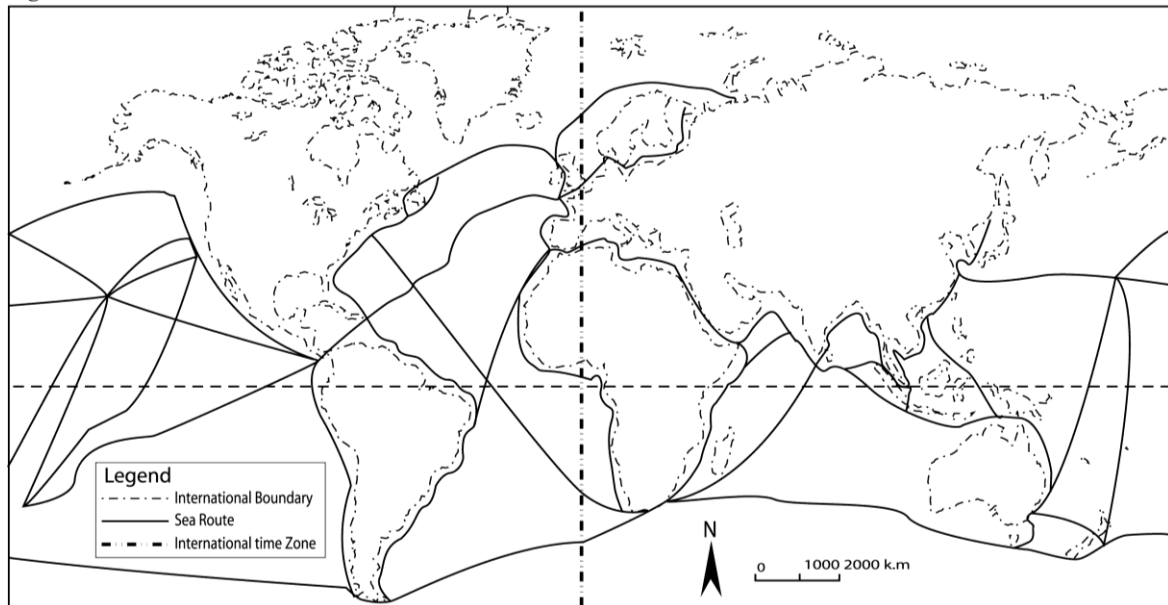 Legend
International Boundary
Sea Route
International time Zone
N
0 1000 2000 k.m